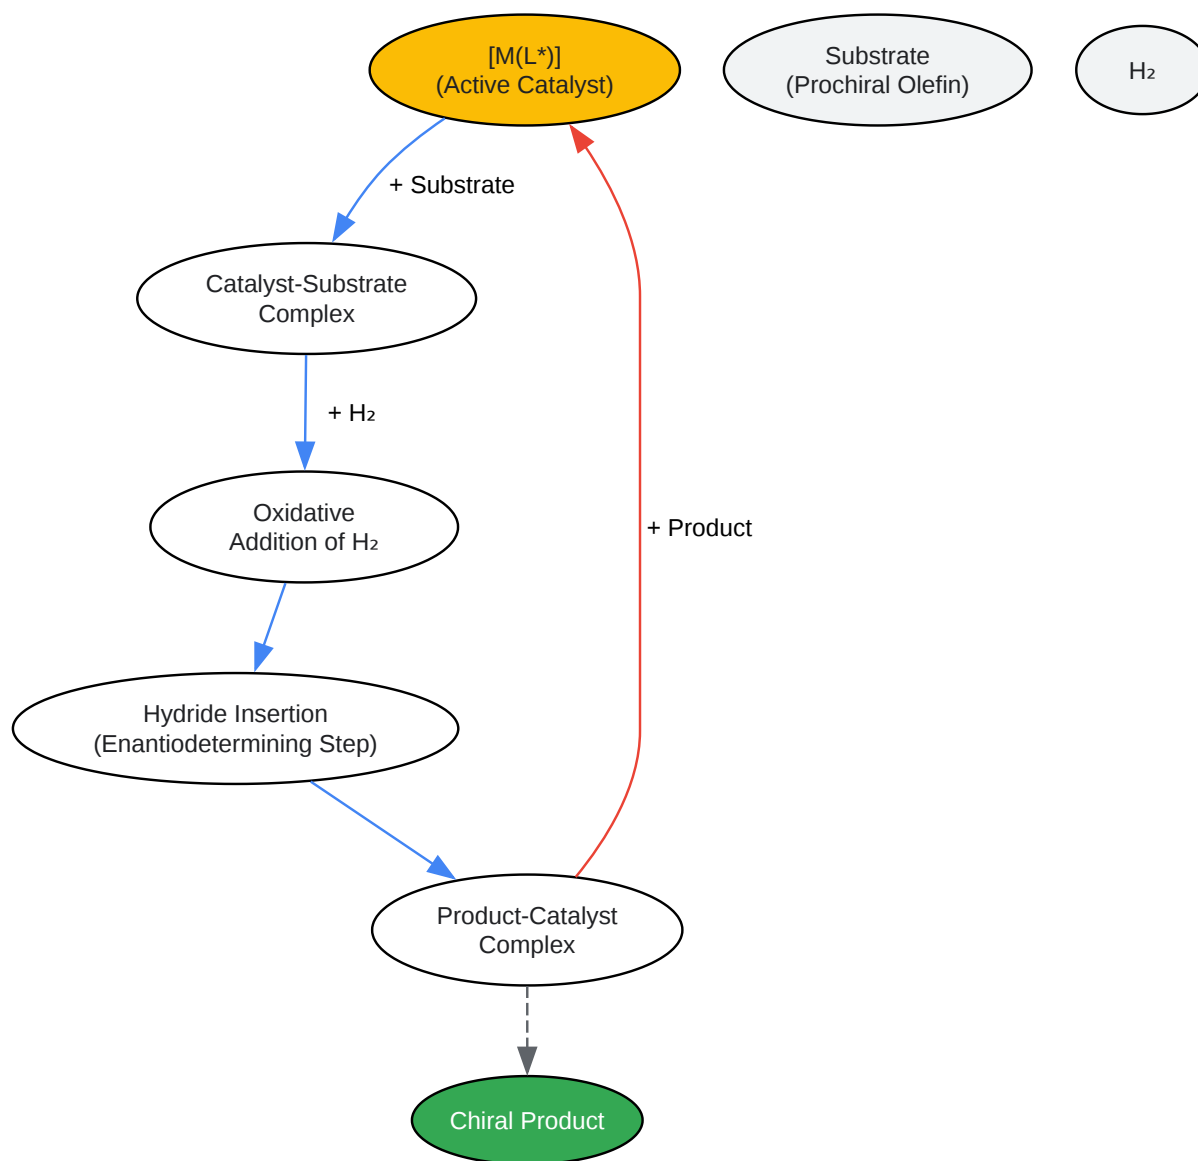 [M(L*)]
(Active Catalyst)
Substrate
(Prochiral Olefin)
H₂
+ Substrate
Catalyst-Substrate
Complex
+ H₂
Oxidative
Addition of H₂
+ Product
Hydride Insertion
(Enantiodetermining Step)
Product-Catalyst
Complex
Chiral Product